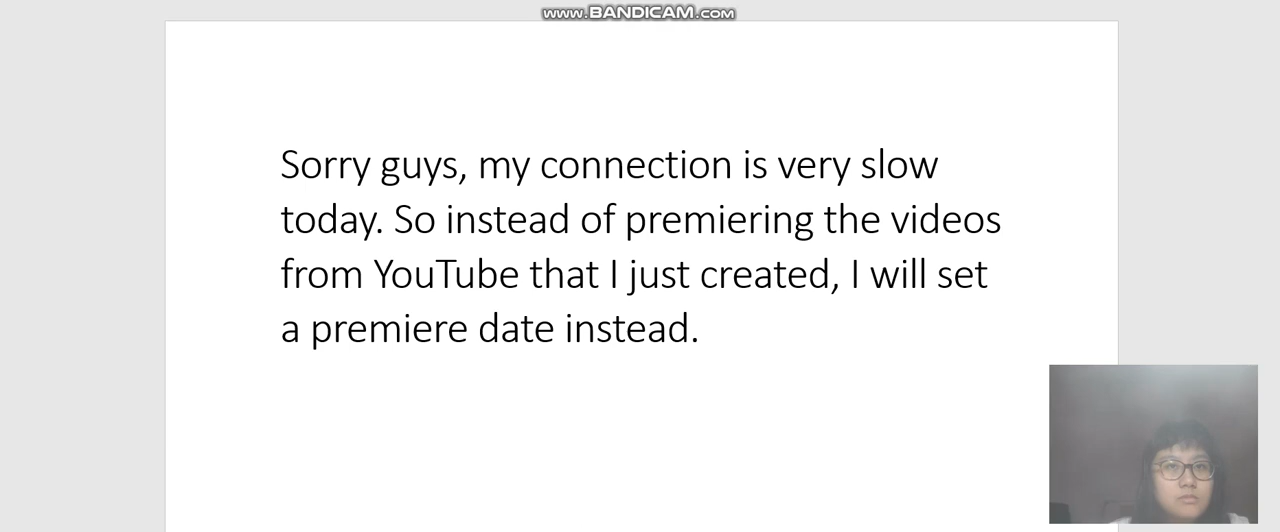 www.BANDICAM.com
Sorry guys, my connection is very slow
today. So instead of premiering the videos
from YouTube that I just created, I will set
a premiere date instead.